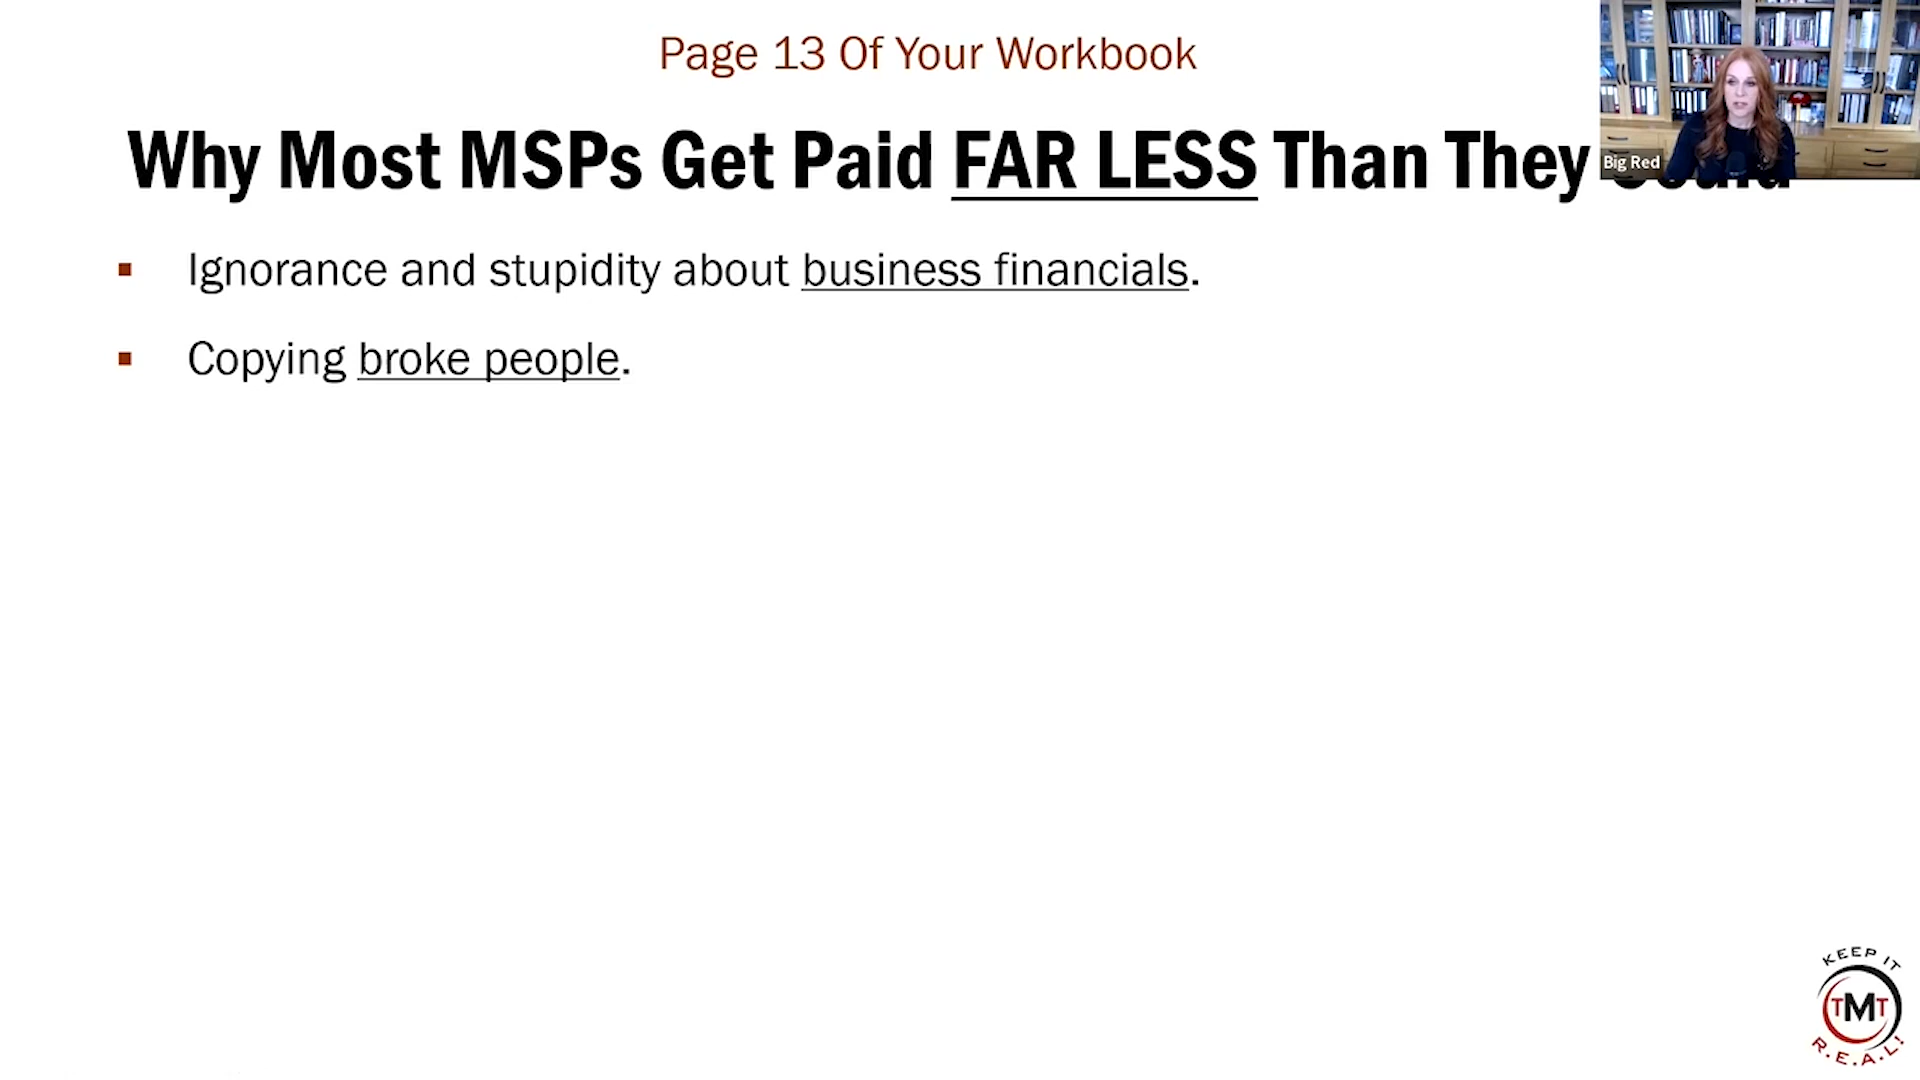 Page 13 Of Your Workbook
Why Most MSPs Get Paid FAR LESS Than They
Big Red
▪ Ignorance and stupidity about business financials.
▪ Copying broke people.
KEEP IT
TMT
R.E.A.L!